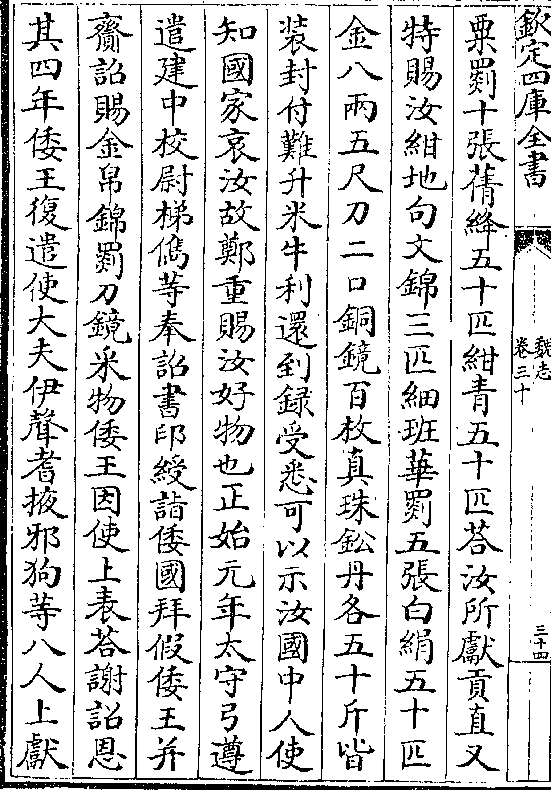 欽定四庫全書
魏志
卷三十
三十四
粟罽十張蒨絳五十匹紺青五十匹荅汝所獻貢直又
特賜汝紺地句文錦三匹細班華罽五張白絹五十匹
金八兩五尺刀二口銅鏡百枚真珠鈆丹各五十斤皆
装封付難升米牛利還到録受悉可以示汝國中人使
知國家哀汝故鄭重賜汝好物也正始元年太守弓遵
遣建中校尉梯儁等奉詔書印綬詣倭國拜假倭王并
齎詔賜金帛錦罽刀鏡采物倭王因使上表荅謝詔恩
其四年倭王復遣使大夫伊聲耆掖邪狗等八人上獻